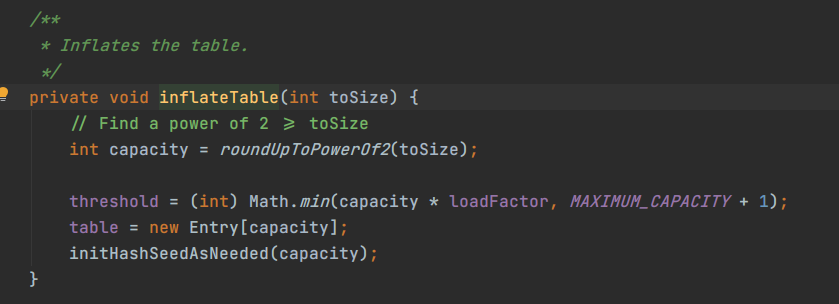 /**
 * Inflates the table.
 */
private void inflateTable(int toSize) {
    // Find a power of 2 >= toSize
    int capacity = roundUpToPowerOf2(toSize);

    threshold = (int) Math.min(capacity * loadFactor, MAXIMUM_CAPACITY + 1);
    table = new Entry[capacity];
    initHashSeedAsNeeded(capacity);
}